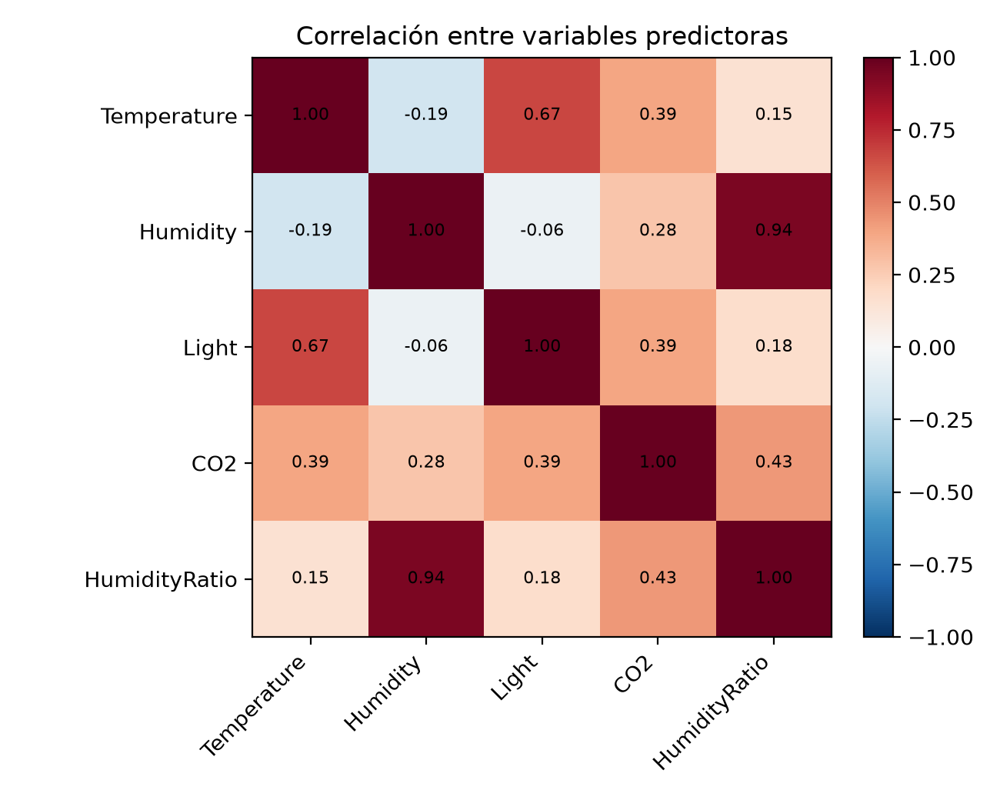 Correlación entre variables predictoras
Temperature 1.00 -0.19 0.67 0.39 0.15
Humidity -0.19 1.00 -0.06 0.28 0.94
Light 0.67 -0.06 1.00 0.39 0.18
CO2 0.39 0.28 0.39 1.00 0.43
HumidityRatio 0.15 0.94 0.18 0.43 1.00
Temperature Humidity Light CO2 HumidityRatio
1.00
0.75
0.50
0.25
0.00
−0.25
−0.50
−0.75
−1.00